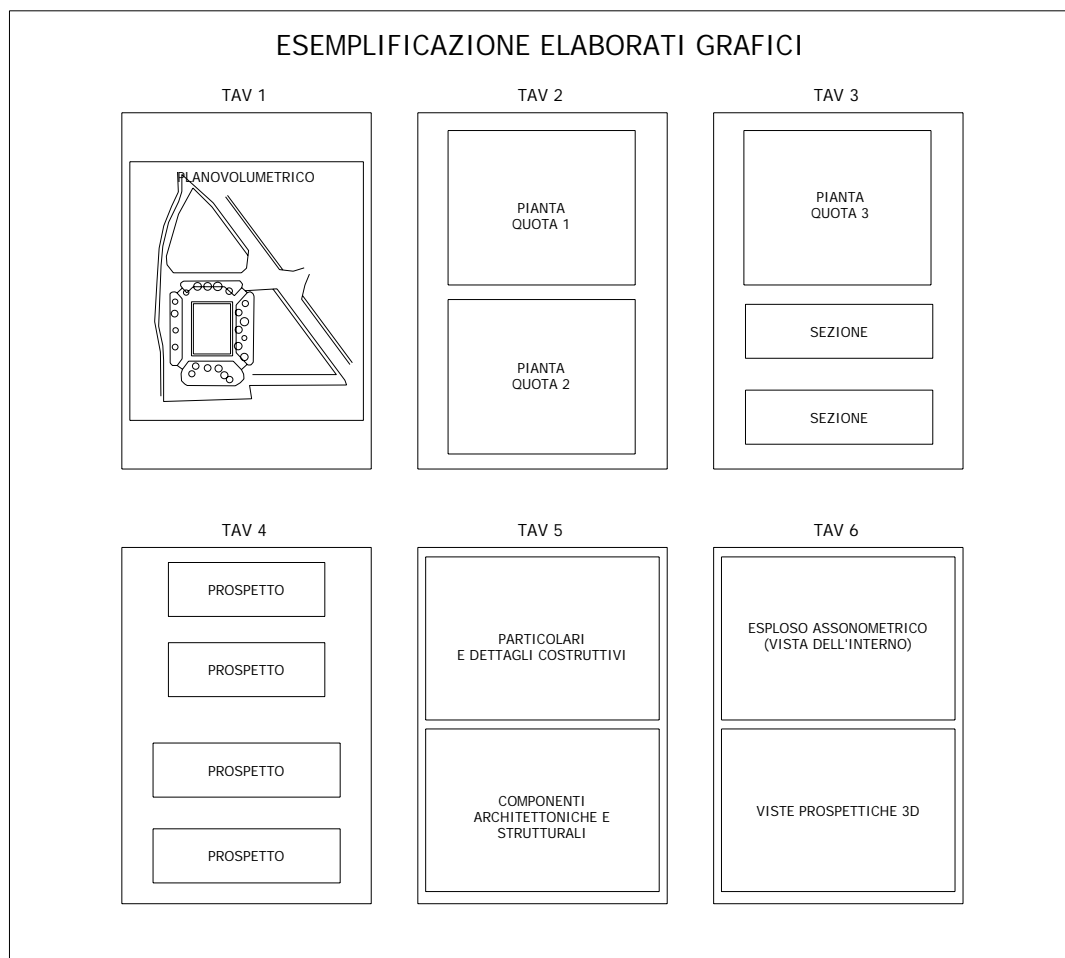 ESEMPLIFICAZIONE ELABORATI GRAFICI
TAV 1
PLANOVOLUMETRICO
TAV 2
PIANTA
QUOTA 1
PIANTA
QUOTA 2
TAV 3
PIANTA
QUOTA 3
SEZIONE
SEZIONE
TAV 4
PROSPETTO
PROSPETTO
PROSPETTO
PROSPETTO
TAV 5
PARTICOLARI
E DETTAGLI COSTRUTTIVI
COMPONENTI
ARCHITETTONICHE E
STRUTTURALI
TAV 6
ESPLOSO ASSONOMETRICO
(VISTA DELL'INTERNO)
VISTE PROSPETTICHE 3D